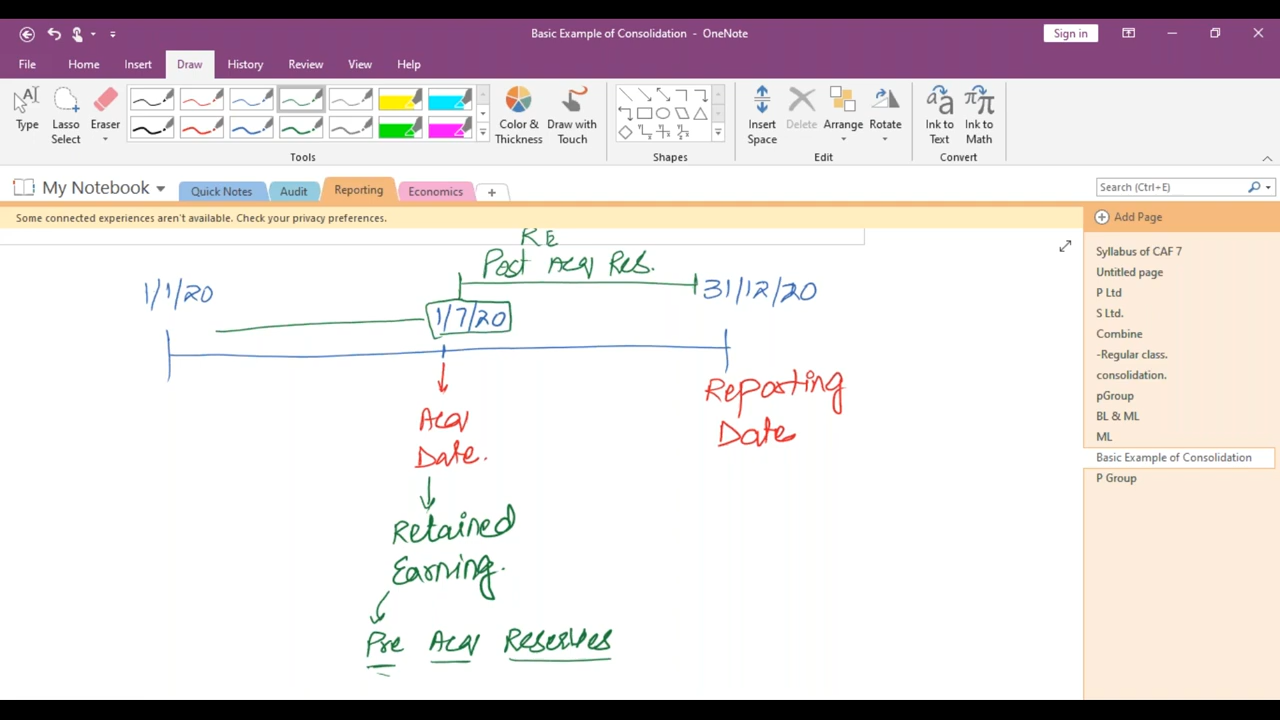 Basic Example of Consolidation - OneNote
Sign in
File Home Insert Draw History Review View Help
Type
Lasso Select
Eraser
Color & Thickness
Draw with Touch
Insert Space
Delete
Arrange
Rotate
Ink to Text
Ink to Math
Tools
Shapes
Edit
Convert
My Notebook
Quick Notes Audit Reporting Economics
Search (Ctrl+E)
Some connected experiences aren't available. Check your privacy preferences.
Add Page
Syllabus of CAF 7
Untitled page
P Ltd
S Ltd.
Combine
-Regular class.
consolidation.
pGroup
BL & ML
ML
Basic Example of Consolidation
P Group
RE
Post Acq Res.
1/1/20
1/7/20
31/12/20
Acq
Date.
Reporting
Date
Retained
Earning.
Pre Acq Reserves